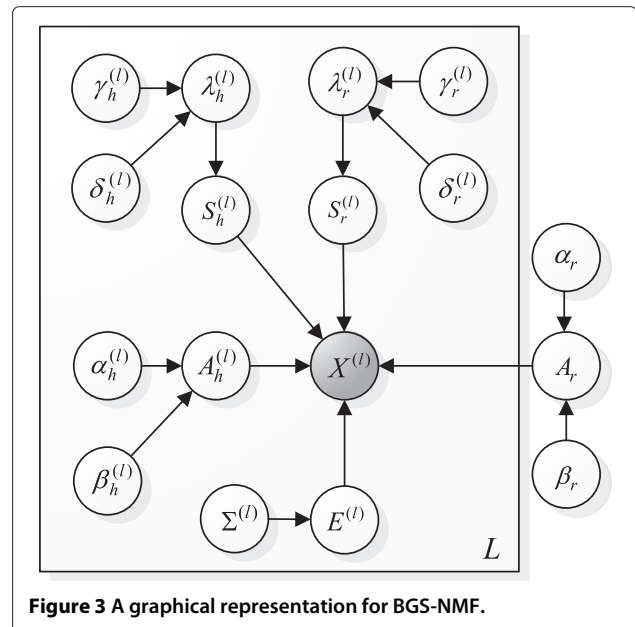 γ_h^(l) λ_h^(l) λ_r^(l) γ_r^(l)
δ_h^(l) S_h^(l) S_r^(l) δ_r^(l)
α_r
α_h^(l) A_h^(l) X^(l) A_r
β_h^(l) β_r
Σ^(l) E^(l)
L
Figure 3 A graphical representation for BGS-NMF.